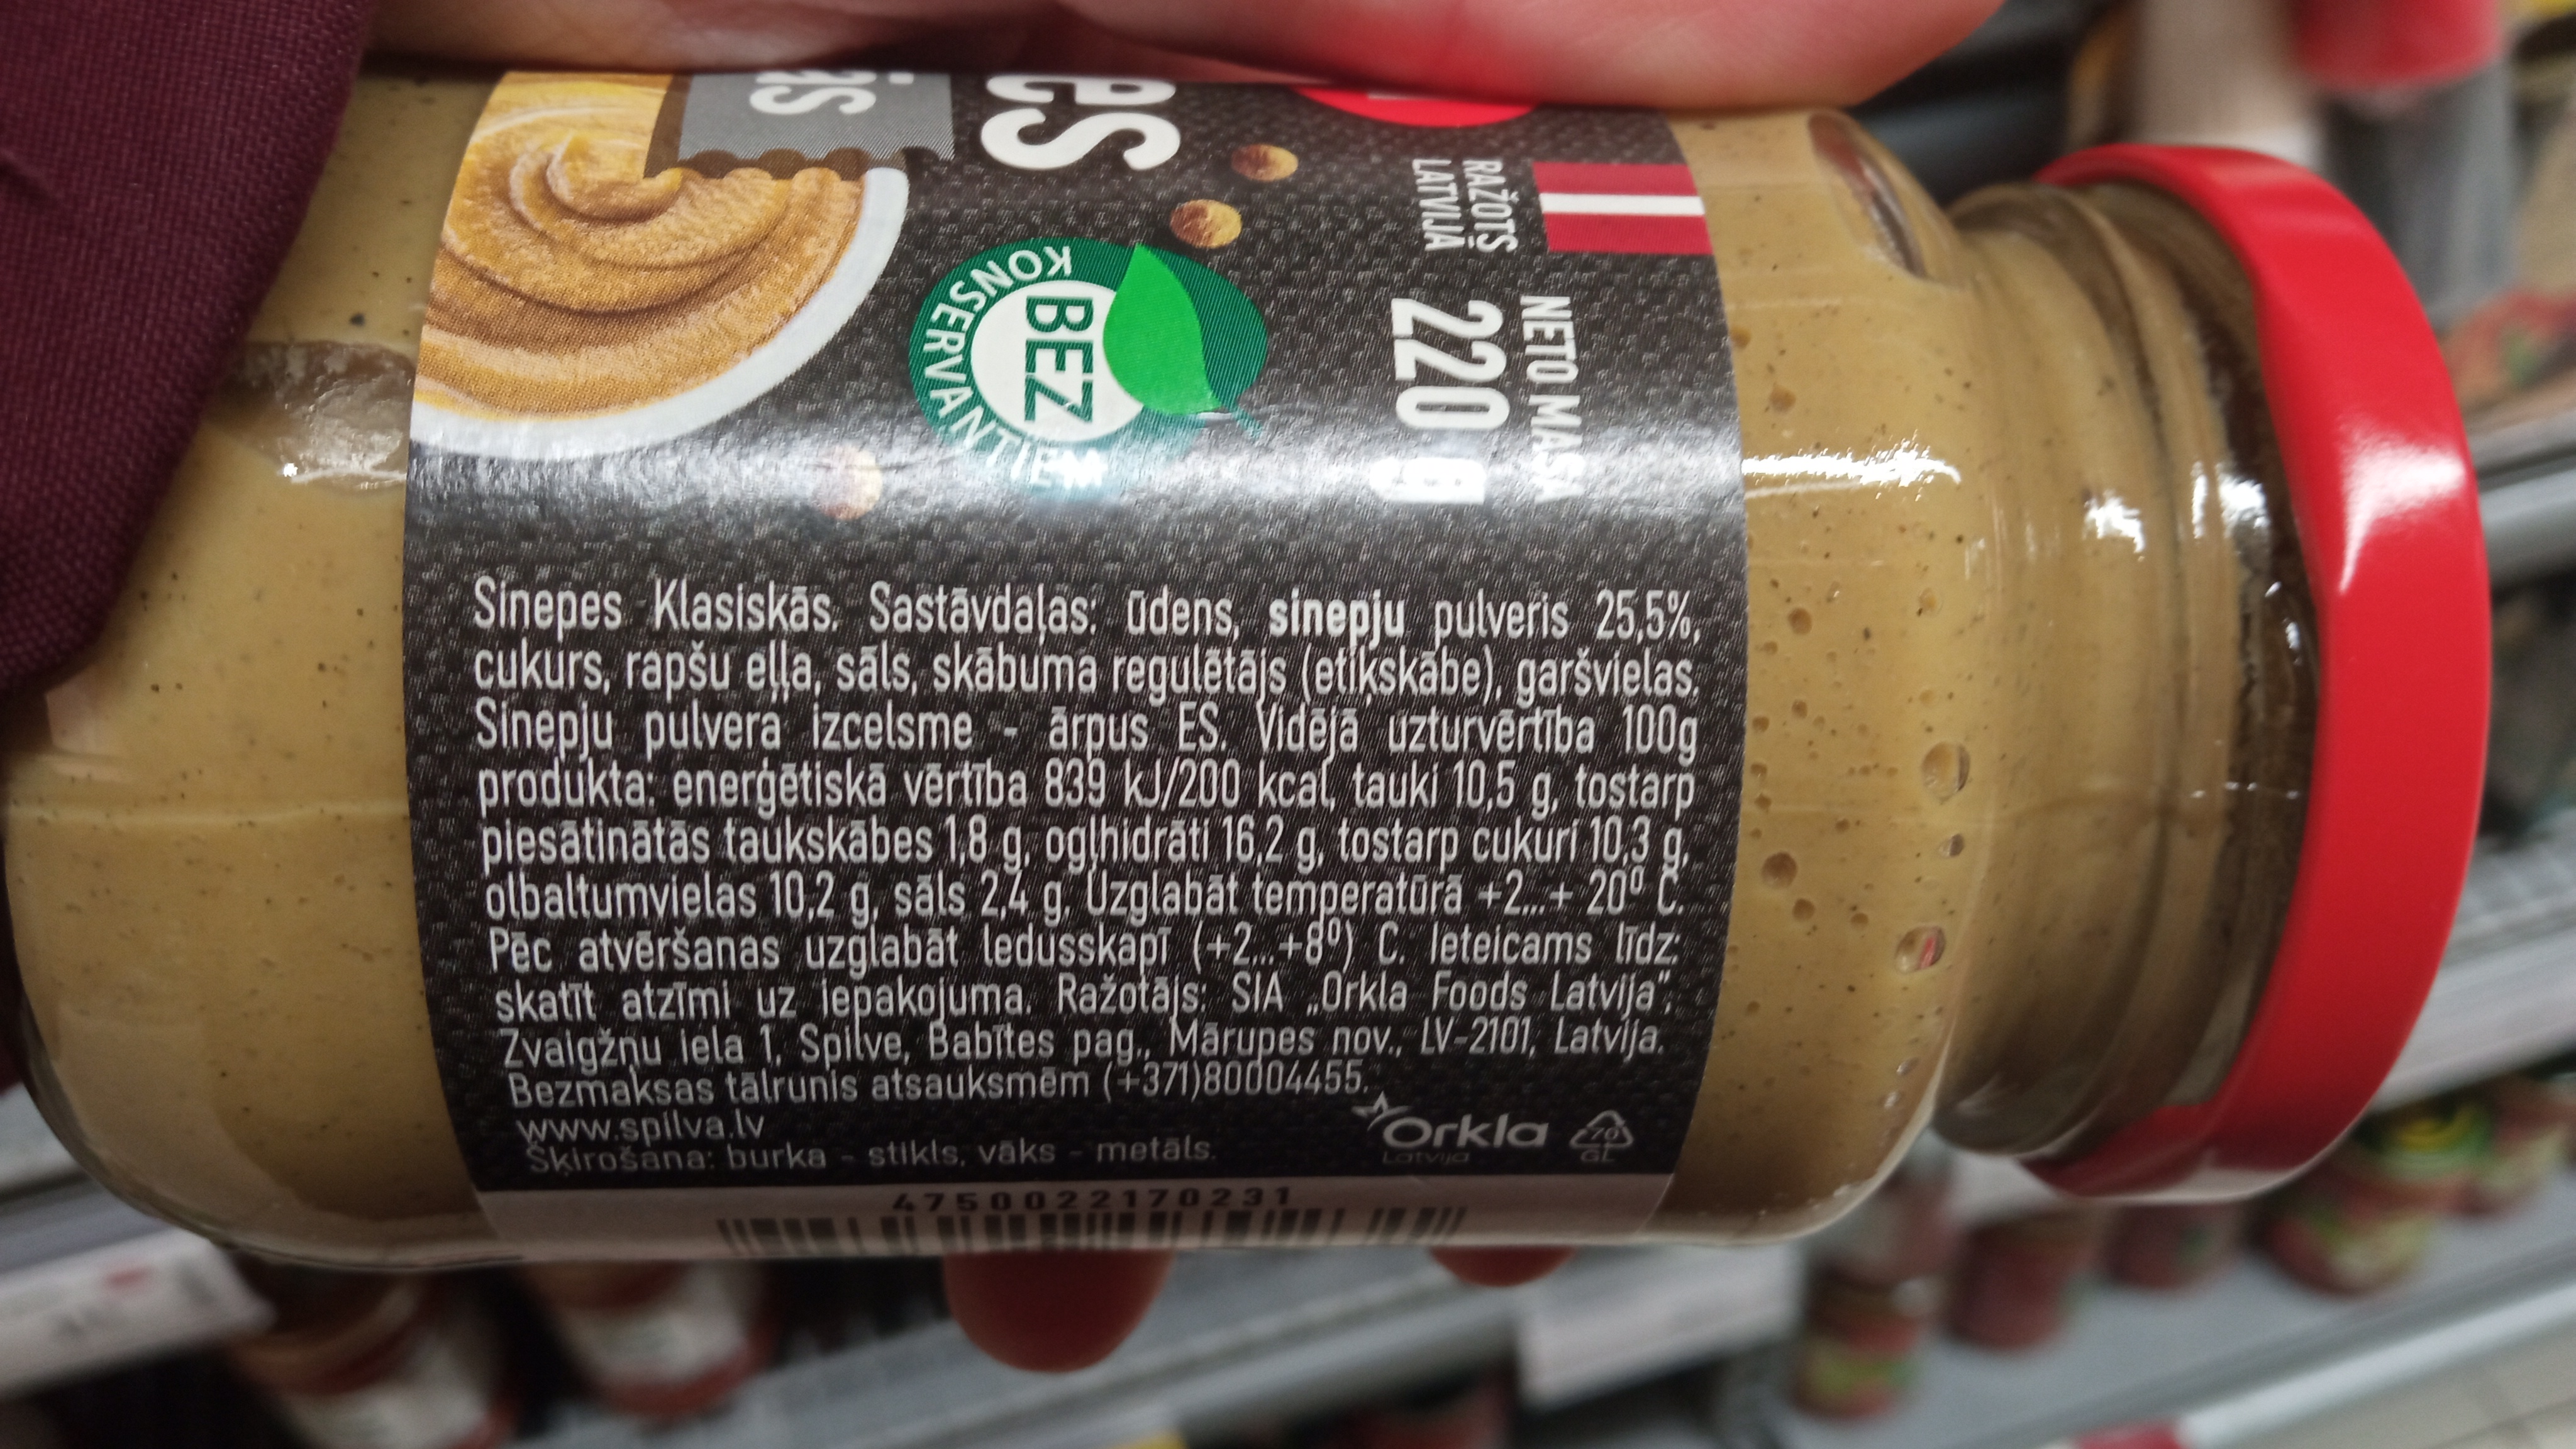 es
RAŽOTS
LATVIJĀ
NETO MASA
220 g
BEZ
KONSERVANTIEM
Sinepes Klasiskās. Sastāvdaļas: ūdens, sinepju pulveris 25,5%,
cukurs, rapšu eļļa, sāls, skābuma regulētājs (etiķskābe), garšvielas.
Sinepju pulvera izcelsme - ārpus ES. Vidējā uzturvērtība 100g
produkta: enerģētiskā vērtība 839 kJ/200 kcal, tauki 10,5 g, tostarp
piesātinātās taukskābes 1,8 g, ogļhidrāti 16,2 g, tostarp cukuri 10,3 g,
olbaltumvielas 10,2 g, sāls 2,4 g. Uzglabāt temperatūrā +2...+ 20º C.
Pēc atvēršanas uzglabāt ledusskapī (+2...+8º) C. Ieteicams līdz:
skatīt atzīmi uz iepakojuma. Ražotājs: SIA „Orkla Foods Latvija",
Zvaigžņu iela 1, Spilve, Babītes pag., Mārupes nov., LV-2101, Latvija.
Bezmaksas tālrunis atsauksmēm (+371)80004455.
www.spilva.lv
Šķirošana: burka - stikls, vāks - metāls.
Orkla
Latvija
70
GL
4750022170231